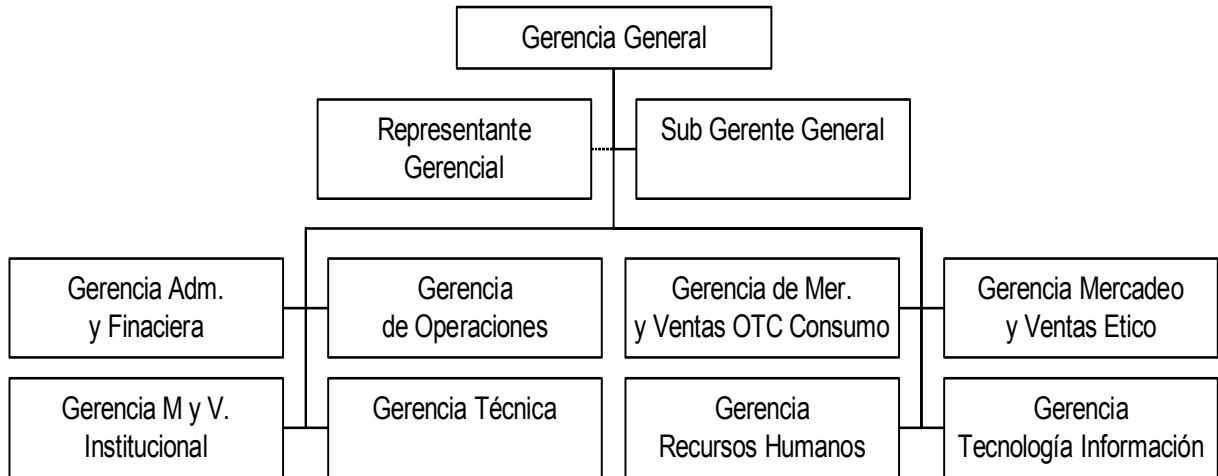 Gerencia General
Representante
Gerencial
Sub Gerente General
Gerencia Adm.
y Finaciera
Gerencia
de Operaciones
Gerencia de Mer.
y Ventas OTC Consumo
Gerencia Mercadeo
y Ventas Etico
Gerencia M y V.
Institucional
Gerencia Técnica
Gerencia
Recursos Humanos
Gerencia
Tecnología Información